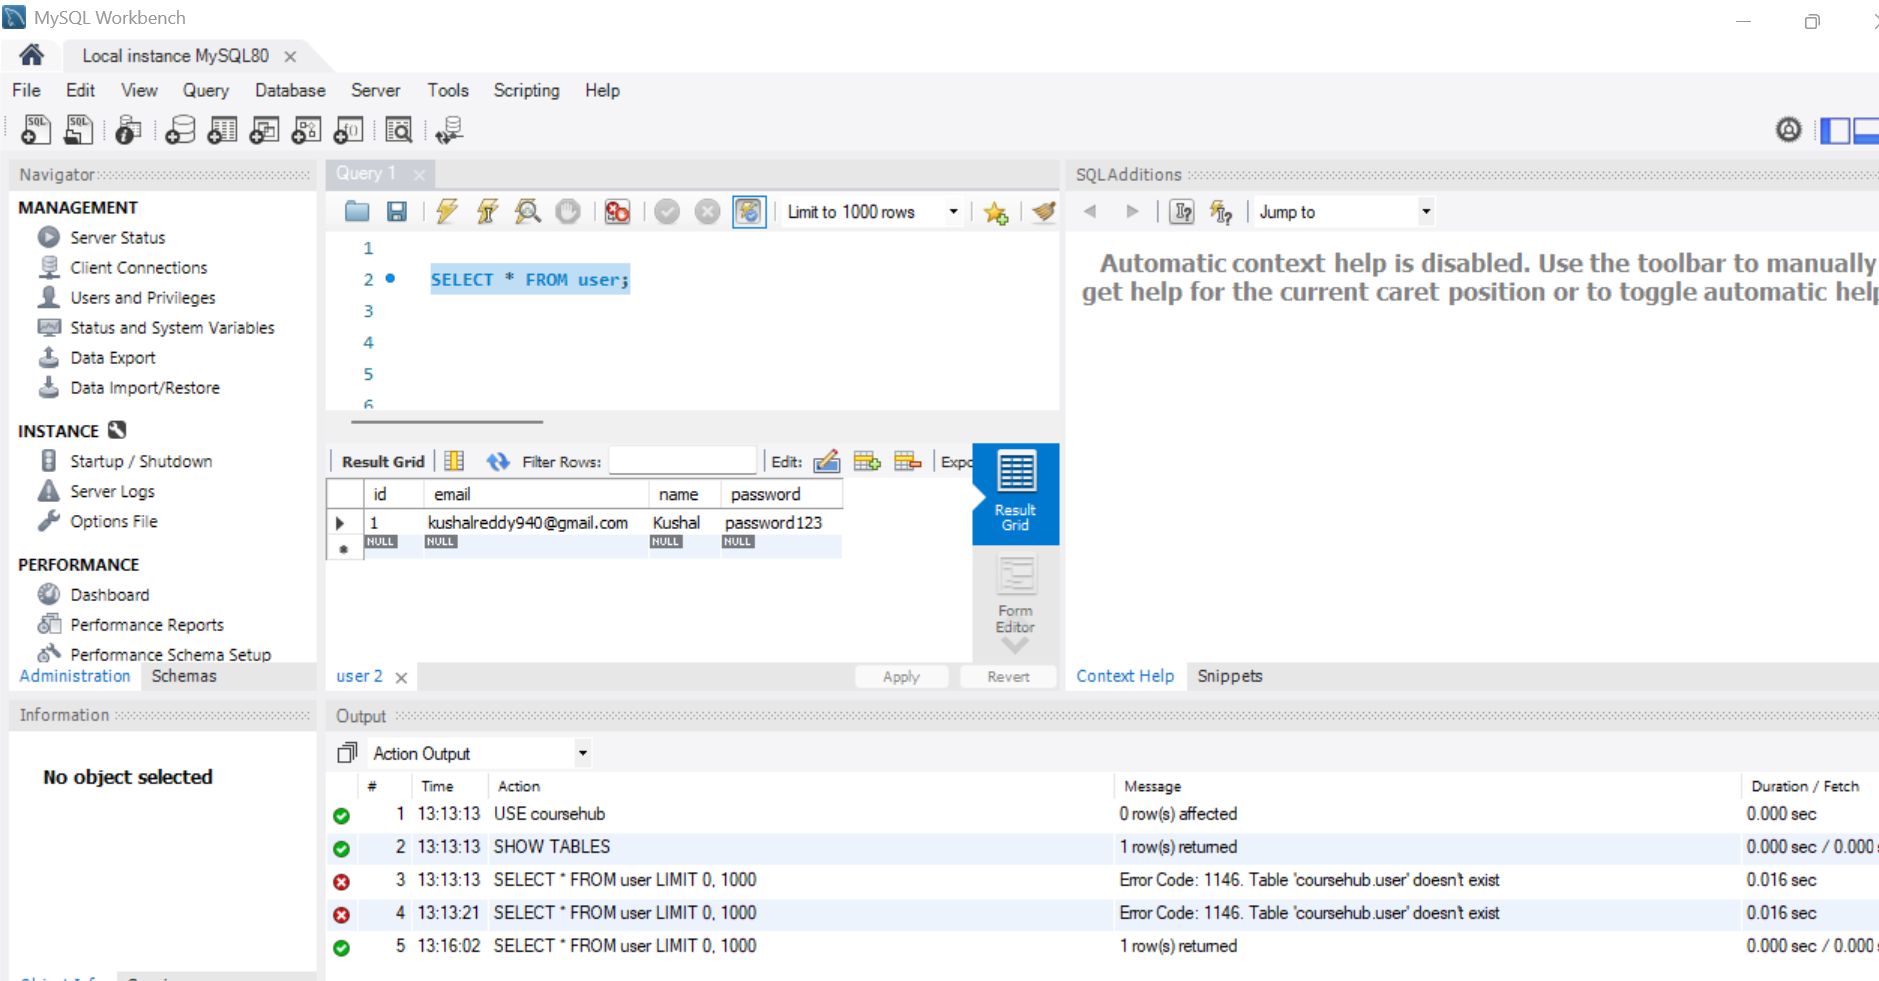 MySQL Workbench
Local instance MySQL80
File Edit View Query Database Server Tools Scripting Help
Navigator
MANAGEMENT
Server Status
Client Connections
Users and Privileges
Status and System Variables
Data Export
Data Import/Restore
INSTANCE
Startup / Shutdown
Server Logs
Options File
PERFORMANCE
Dashboard
Performance Reports
Performance Schema Setup
Administration Schemas
Information
No object selected
Query 1
Limit to 1000 rows
1
2 SELECT * FROM user;
3
4
5
6
Result Grid Filter Rows: Edit: Expo
id email name password
1 kushalreddy940@gmail.com Kushal password123
NULL NULL NULL NULL
Result Grid
Form Editor
user 2 Apply Revert
SQLAdditions
Jump to
Automatic context help is disabled. Use the toolbar to manually
get help for the current caret position or to toggle automatic help
Context Help Snippets
Output
Action Output
# Time Action Message Duration / Fetch
1 13:13:13 USE coursehub 0 row(s) affected 0.000 sec
2 13:13:13 SHOW TABLES 1 row(s) returned 0.000 sec / 0.000
3 13:13:13 SELECT * FROM user LIMIT 0, 1000 Error Code: 1146. Table 'coursehub.user' doesn't exist 0.016 sec
4 13:13:21 SELECT * FROM user LIMIT 0, 1000 Error Code: 1146. Table 'coursehub.user' doesn't exist 0.016 sec
5 13:16:02 SELECT * FROM user LIMIT 0, 1000 1 row(s) returned 0.000 sec / 0.000